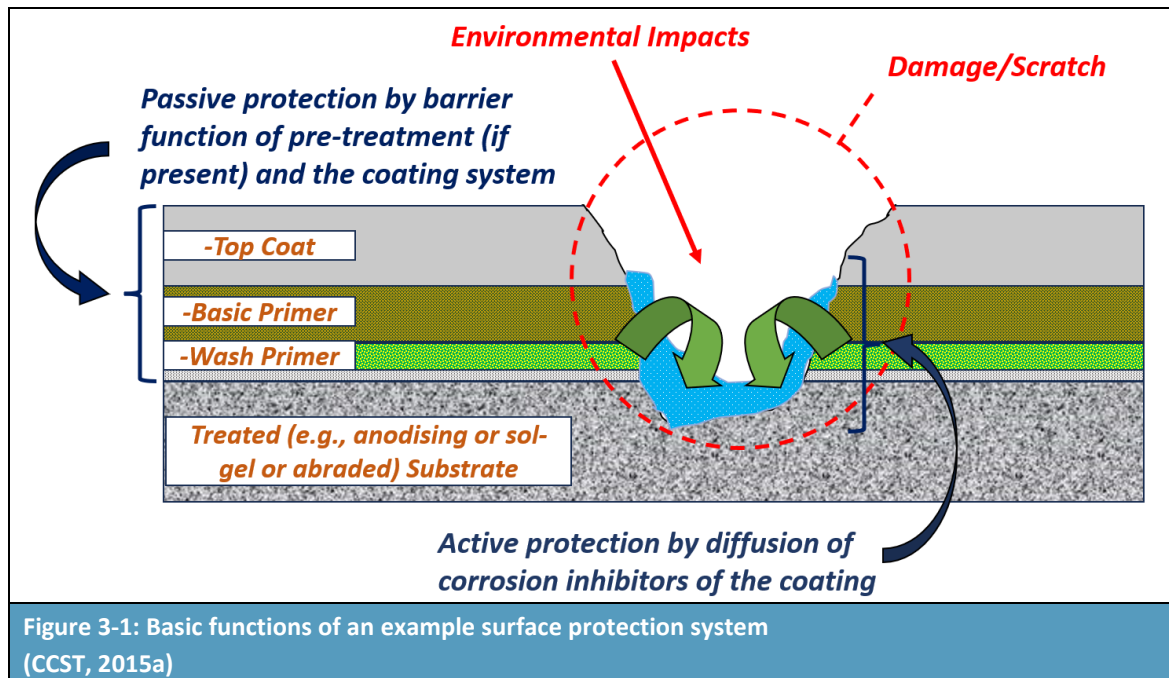 Environmental Impacts
Damage/Scratch
Passive protection by barrier
function of pre-treatment (if
present) and the coating system
-Top Coat
-Basic Primer
-Wash Primer
Treated (e.g., anodising or sol-
gel or abraded) Substrate
Active protection by diffusion of
corrosion inhibitors of the coating
Figure 3-1: Basic functions of an example surface protection system
(CCST, 2015a)